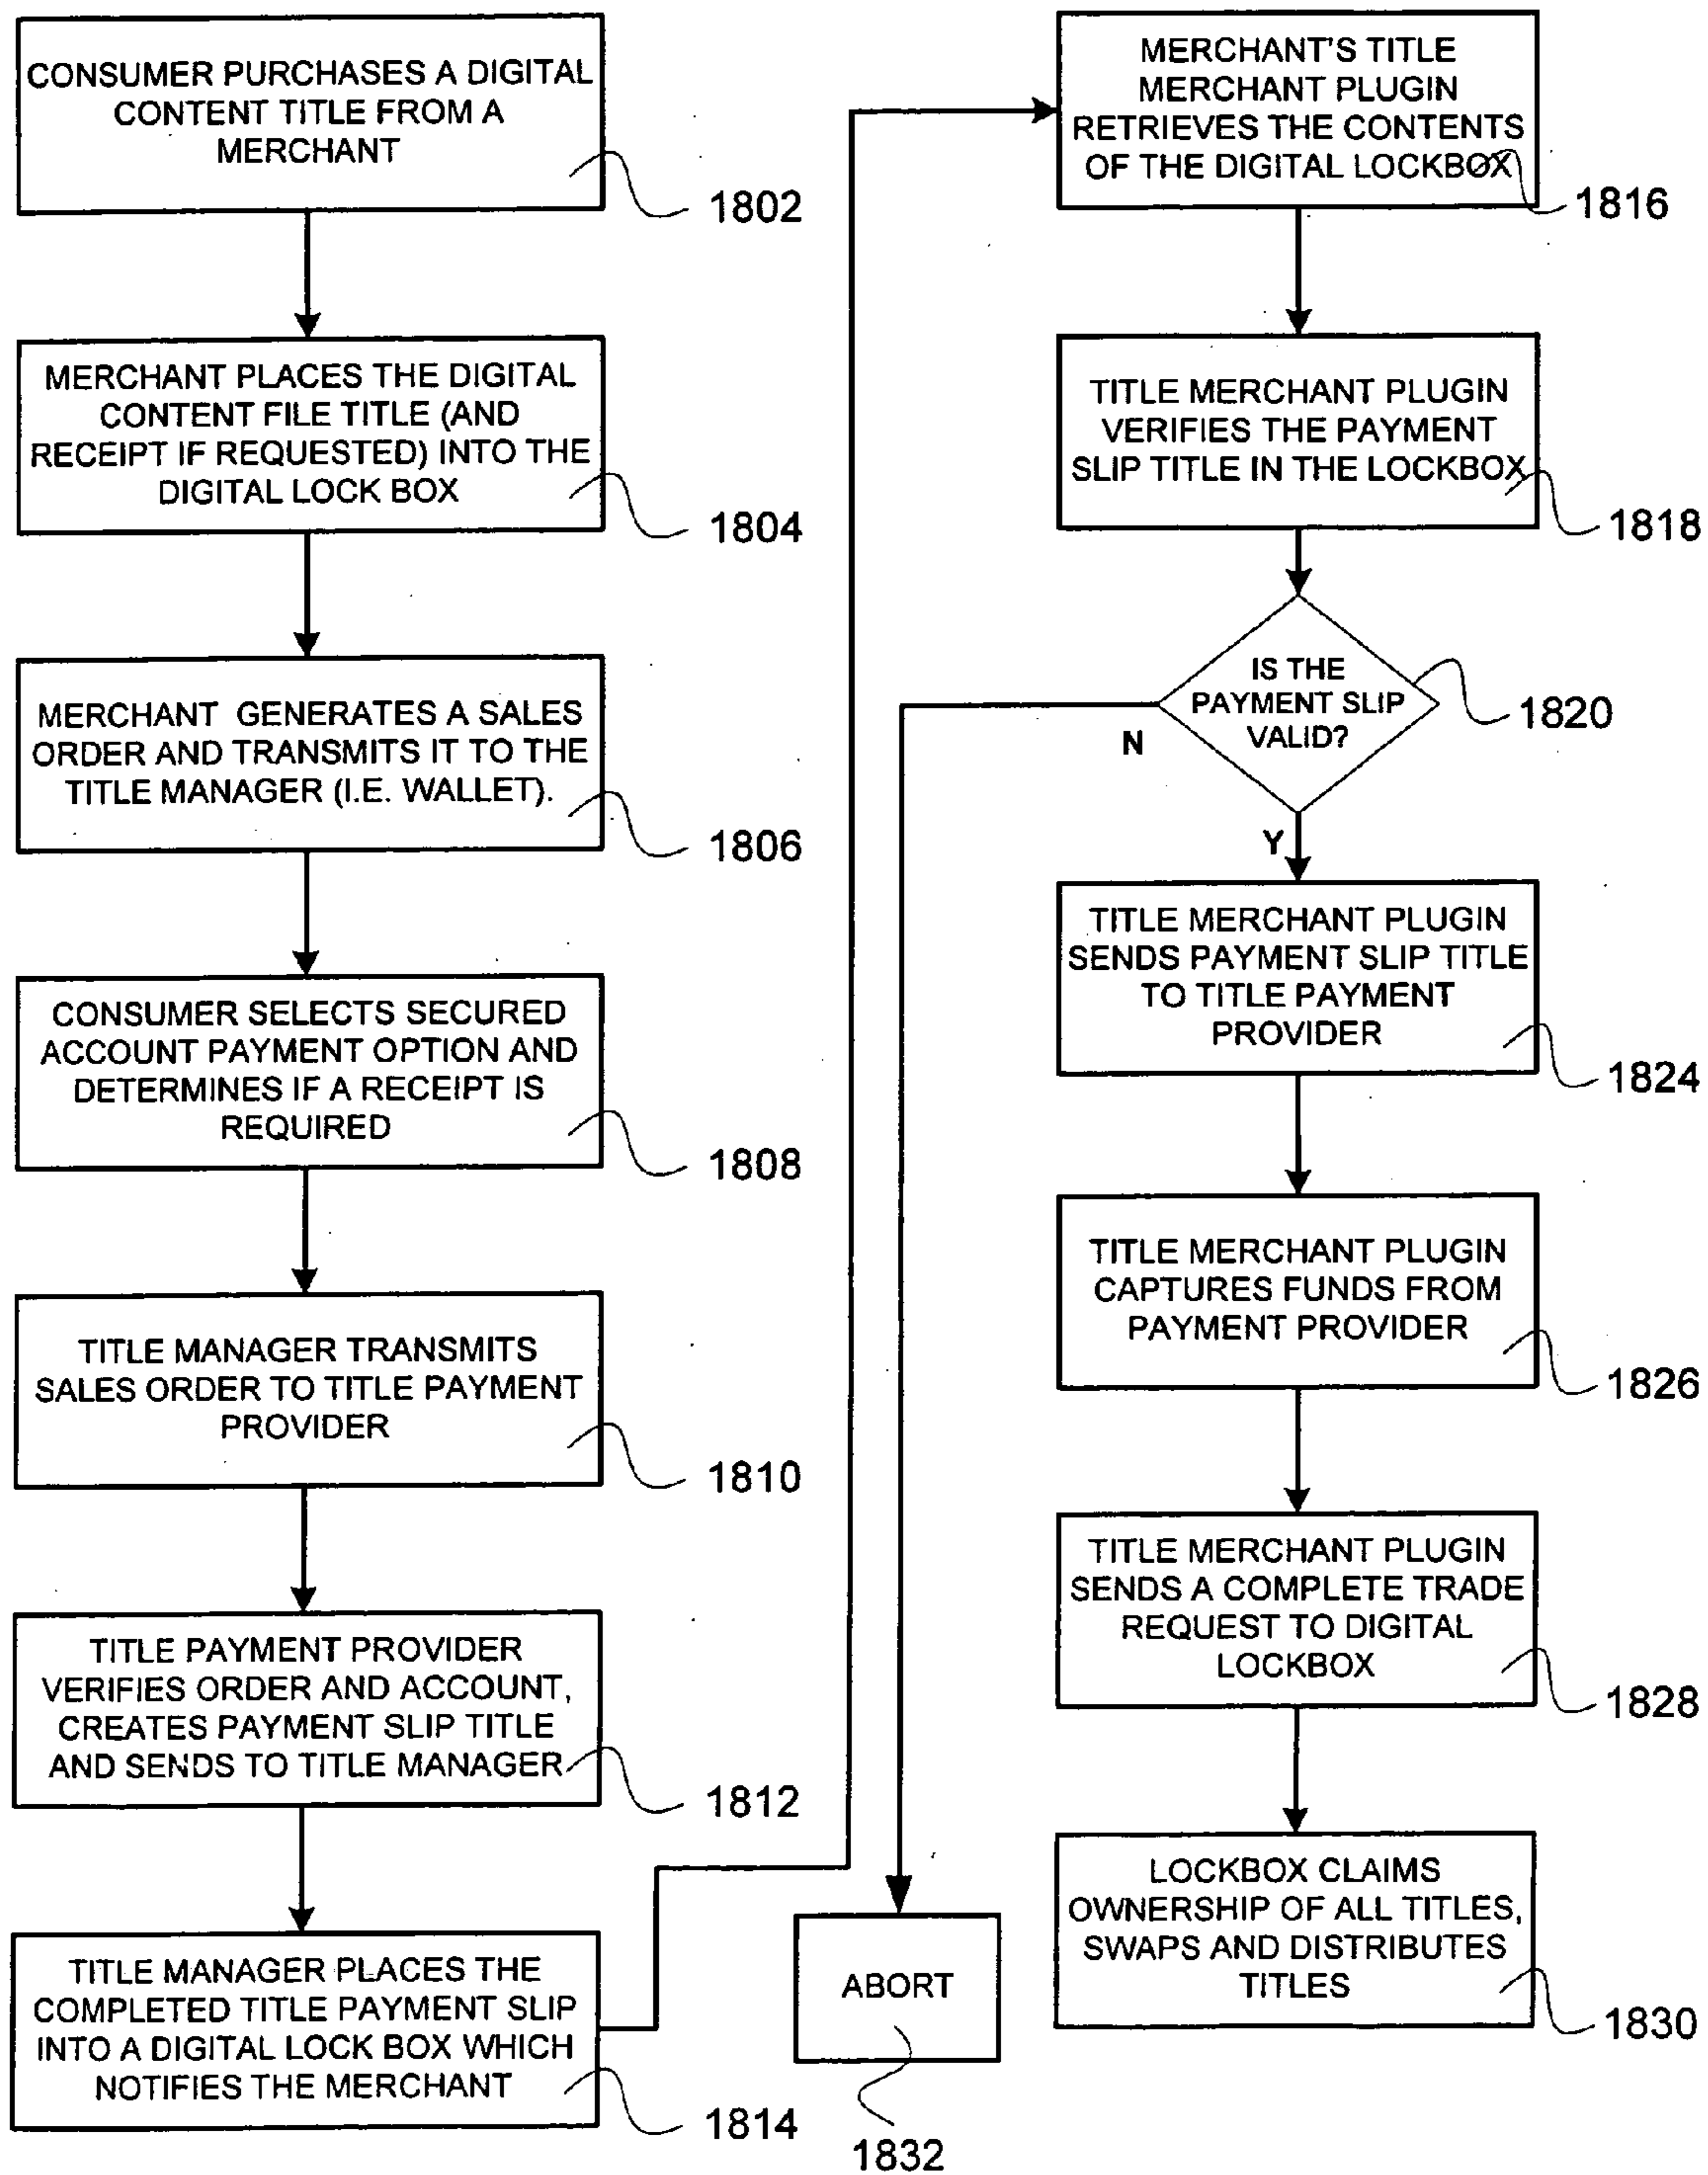 CONSUMER PURCHASES A DIGITAL
CONTENT TITLE FROM A
MERCHANT
1802
MERCHANT PLACES THE DIGITAL
CONTENT FILE TITLE (AND
RECEIPT IF REQUESTED) INTO THE
DIGITAL LOCK BOX
1804
MERCHANT GENERATES A SALES
ORDER AND TRANSMITS IT TO THE
TITLE MANAGER (I.E. WALLET).
1806
CONSUMER SELECTS SECURED
ACCOUNT PAYMENT OPTION AND
DETERMINES IF A RECEIPT IS
REQUIRED
1808
TITLE MANAGER TRANSMITS
SALES ORDER TO TITLE PAYMENT
PROVIDER
1810
TITLE PAYMENT PROVIDER
VERIFIES ORDER AND ACCOUNT,
CREATES PAYMENT SLIP TITLE
AND SENDS TO TITLE MANAGER
1812
TITLE MANAGER PLACES THE
COMPLETED TITLE PAYMENT SLIP
INTO A DIGITAL LOCK BOX WHICH
NOTIFIES THE MERCHANT
1814
MERCHANT'S TITLE
MERCHANT PLUGIN
RETRIEVES THE CONTENTS
OF THE DIGITAL LOCKBOX
1816
TITLE MERCHANT PLUGIN
VERIFIES THE PAYMENT
SLIP TITLE IN THE LOCKBOX
1818
IS THE
PAYMENT SLIP
VALID?
1820
N
Y
TITLE MERCHANT PLUGIN
SENDS PAYMENT SLIP TITLE
TO TITLE PAYMENT
PROVIDER
1824
TITLE MERCHANT PLUGIN
CAPTURES FUNDS FROM
PAYMENT PROVIDER
1826
TITLE MERCHANT PLUGIN
SENDS A COMPLETE TRADE
REQUEST TO DIGITAL
LOCKBOX
1828
LOCKBOX CLAIMS
OWNERSHIP OF ALL TITLES,
SWAPS AND DISTRIBUTES
TITLES
1830
ABORT
1832